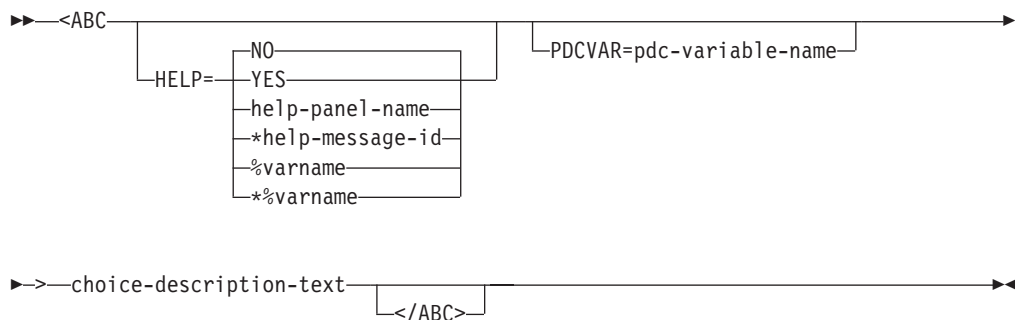 <ABC
NO
HELP= YES PDCVAR=pdc-variable-name
help-panel-name
*help-message-id
%varname
*%varname
> choice-description-text
</ABC>